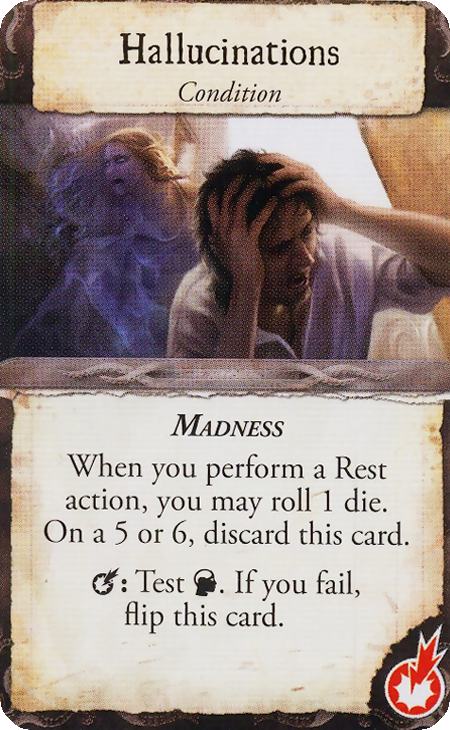 Hallucinations
Condition
MADNESS
When you perform a Rest
action, you may roll 1 die.
On a 5 or 6, discard this card.
: Test . If you fail,
flip this card.